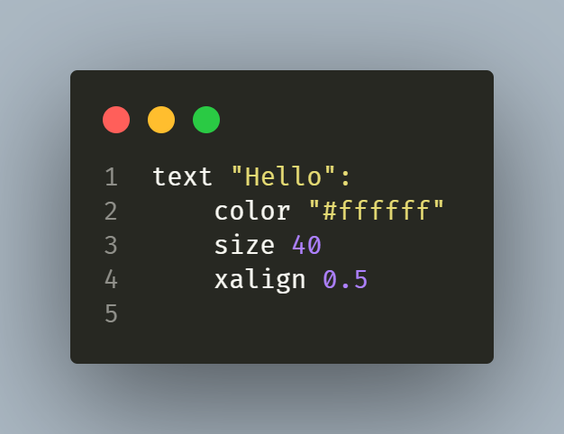 1 text "Hello":
2     color "#ffffff"
3     size 40
4     xalign 0.5
5